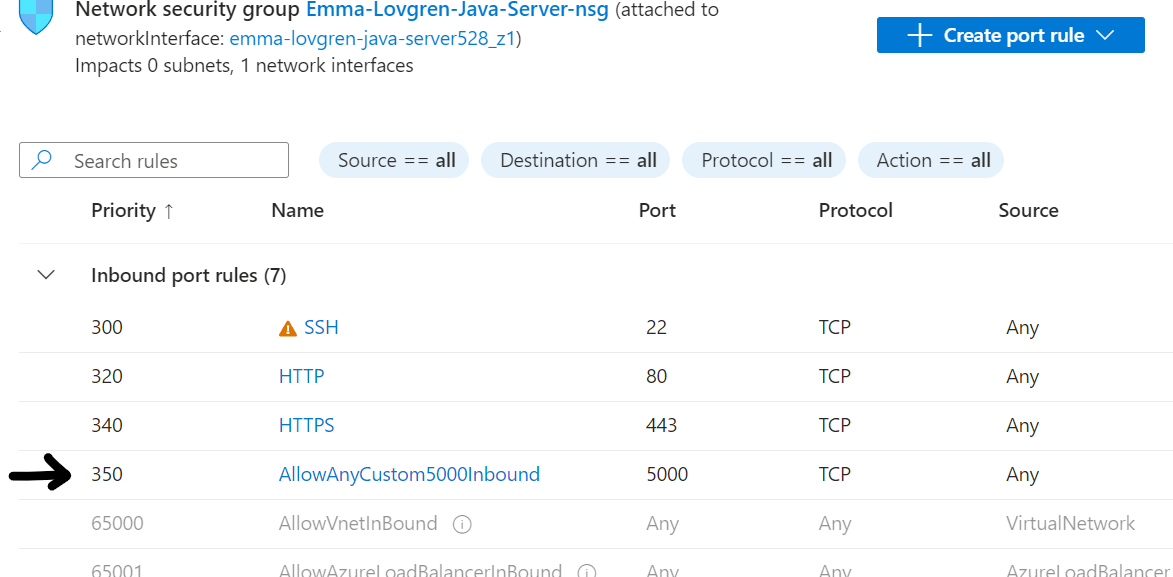 Network security group Emma-Lovgren-Java-Server-nsg (attached to
networkInterface: emma-lovgren-java-server528_z1)
Impacts 0 subnets, 1 network interfaces
Create port rule
Search rules
Source == all
Destination == all
Protocol == all
Action == all
Priority ↑ Name Port Protocol Source
Inbound port rules (7)
300 SSH 22 TCP Any
320 HTTP 80 TCP Any
340 HTTPS 443 TCP Any
350 AllowAnyCustom5000Inbound 5000 TCP Any
65000 AllowVnetInBound Any Any VirtualNetwork
65001 AllowAzureLoadBalancerInBound Any Any AzureLoadBalancer